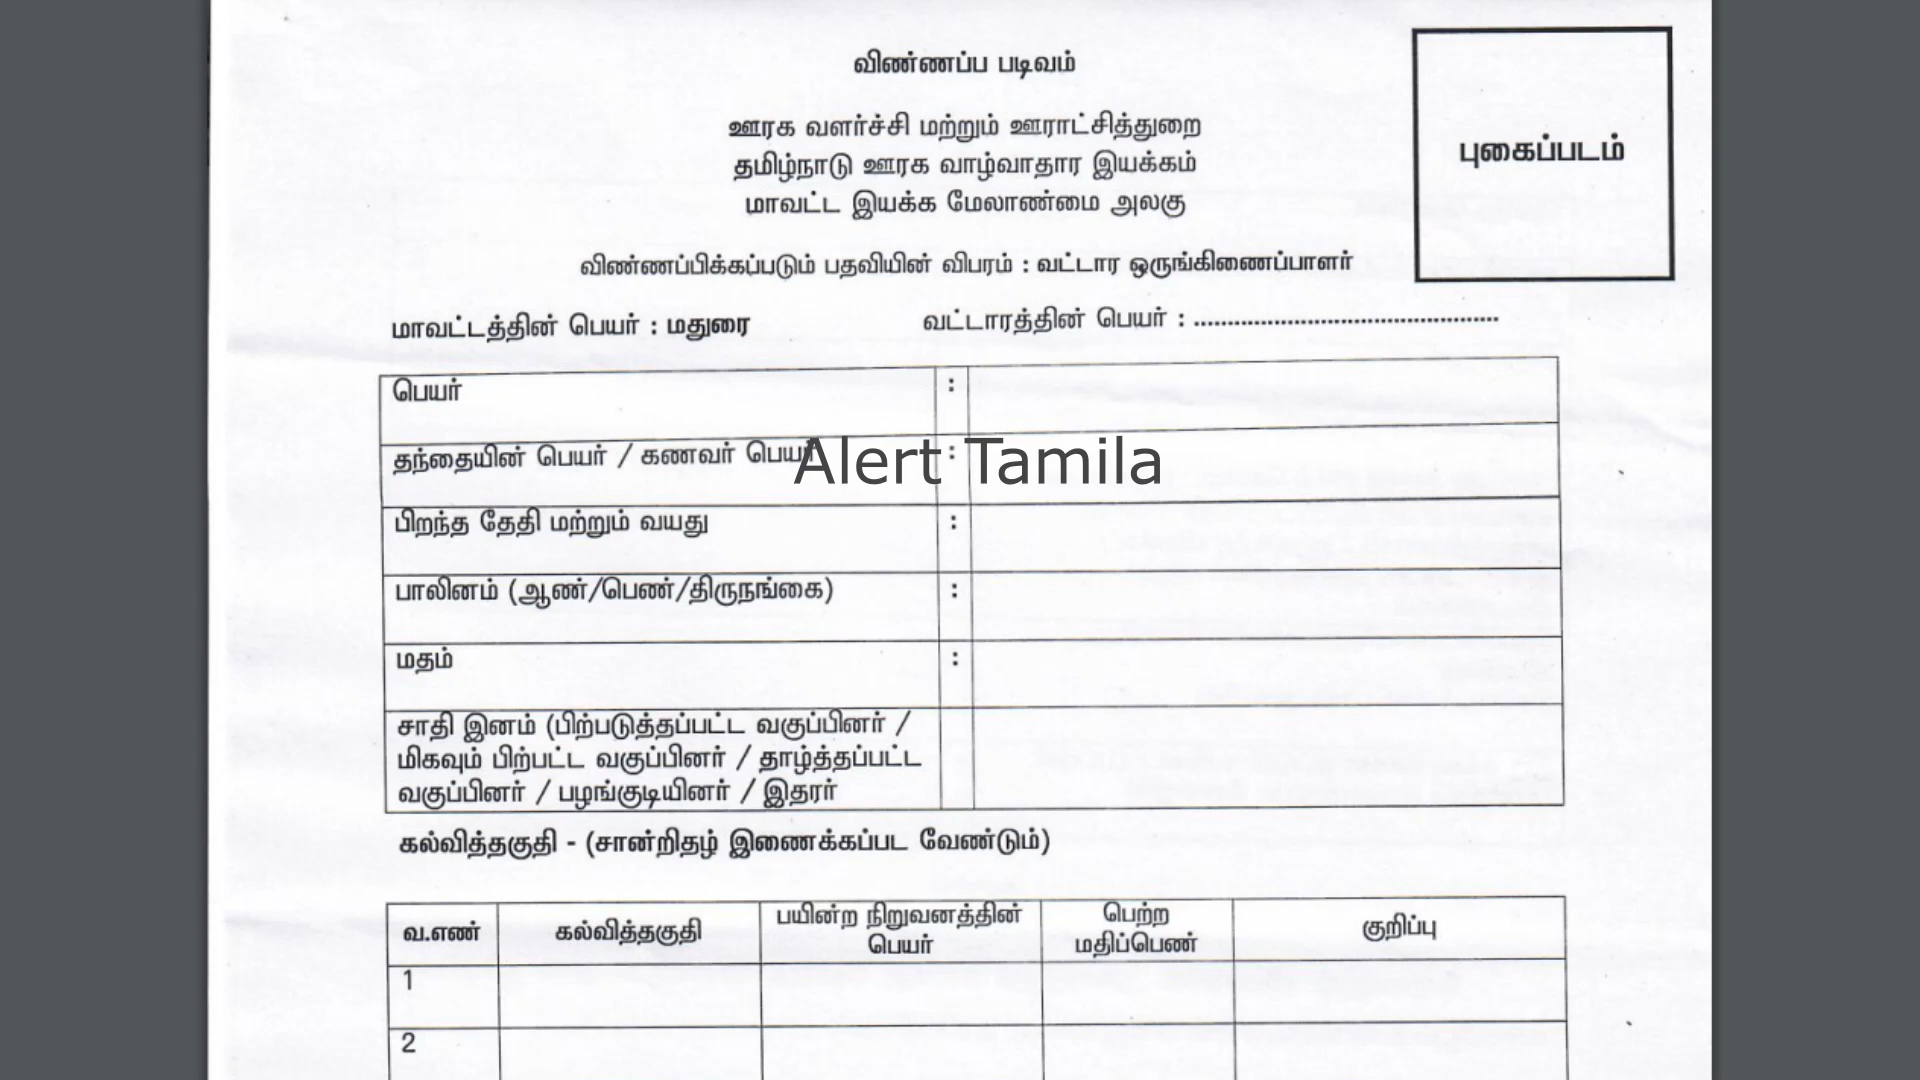 விண்ணப்ப படிவம்
ஊரக வளர்ச்சி மற்றும் ஊராட்சித்துறை
தமிழ்நாடு ஊரக வாழ்வாதார இயக்கம்
மாவட்ட இயக்க மேலாண்மை அலகு
புகைப்படம்
விண்ணப்பிக்கப்படும் பதவியின் விபரம் : வட்டார ஒருங்கிணைப்பாளர்
மாவட்டத்தின் பெயர் : மதுரை வட்டாரத்தின் பெயர் : .............................................
பெயர் :
தந்தையின் பெயர் / கணவர் பெயர் :
Alert Tamila
பிறந்த தேதி மற்றும் வயது :
பாலினம் (ஆண்/பெண்/திருநங்கை) :
மதம் :
சாதி இனம் (பிற்படுத்தப்பட்ட வகுப்பினர் /
மிகவும் பிற்பட்ட வகுப்பினர் / தாழ்த்தப்பட்ட
வகுப்பினர் / பழங்குடியினர் / இதரர்
கல்வித்தகுதி - (சான்றிதழ் இணைக்கப்பட வேண்டும்)
வ.எண் கல்வித்தகுதி பயின்ற நிறுவனத்தின் பெயர் பெற்ற மதிப்பெண் குறிப்பு
1
2